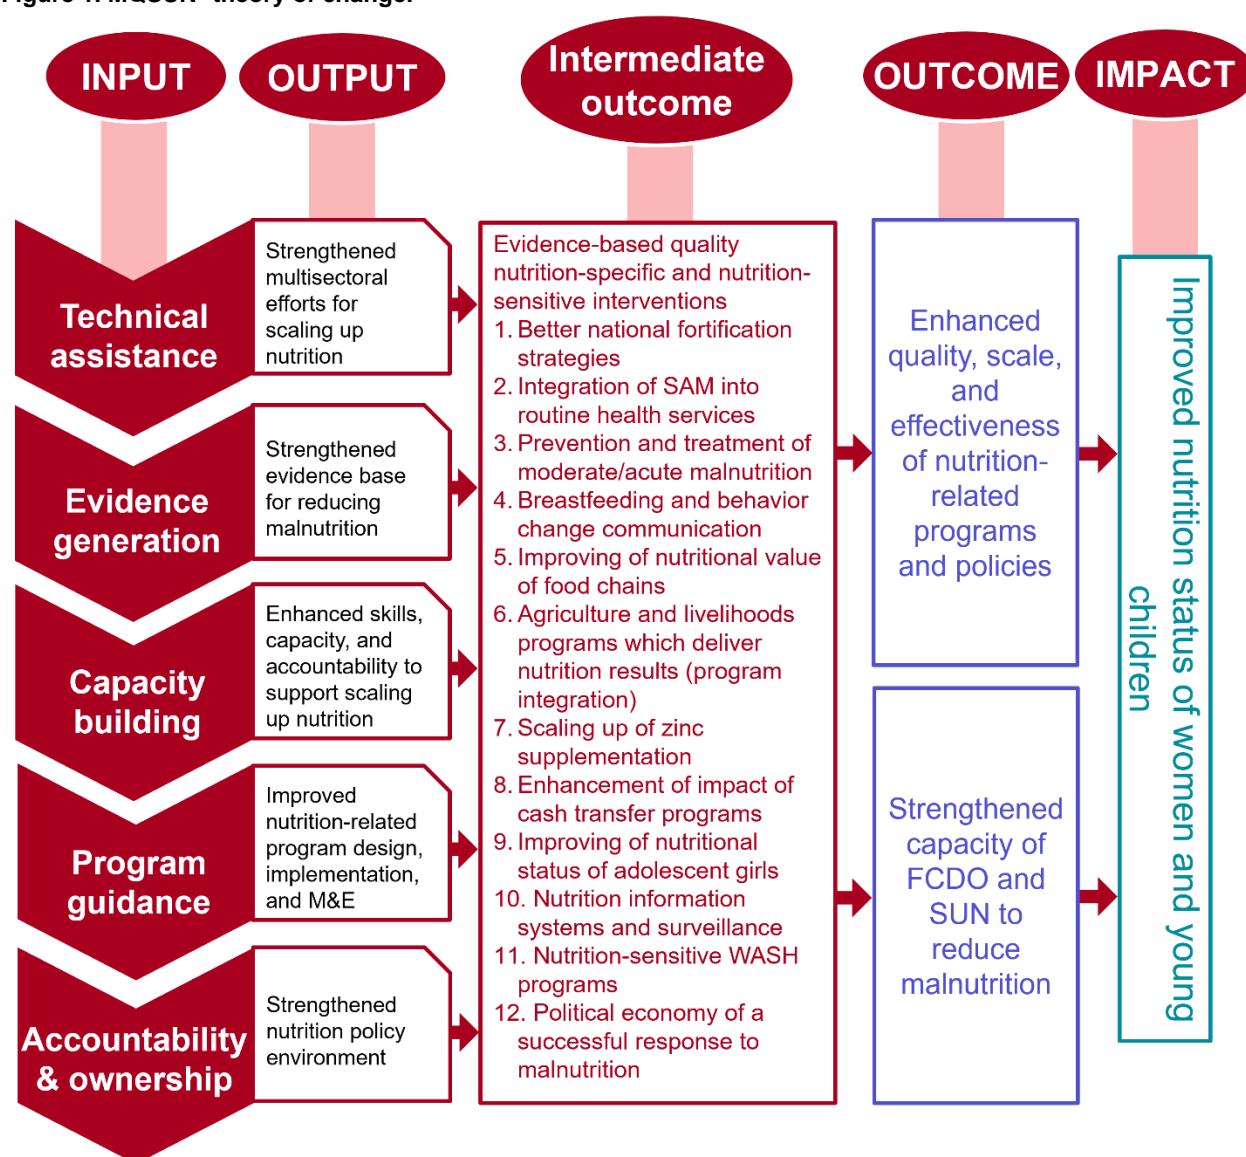 Figure 1. MQSUN+ theory of change.
INPUT
OUTPUT
Intermediate
outcome
OUTCOME
IMPACT
Technical
assistance
Strengthened
multisectoral
efforts for
scaling up
nutrition
Evidence
generation
Strengthened
evidence base
for reducing
malnutrition
Capacity
building
Enhanced skills,
capacity, and
accountability to
support scaling
up nutrition
Program
guidance
Improved
nutrition-related
program design,
implementation,
and M&E
Accountability
& ownership
Strengthened
nutrition policy
environment
Evidence-based quality
nutrition-specific and nutrition-
sensitive interventions
1. Better national fortification
strategies
2. Integration of SAM into
routine health services
3. Prevention and treatment of
moderate/acute malnutrition
4. Breastfeeding and behavior
change communication
5. Improving of nutritional value
of food chains
6. Agriculture and livelihoods
programs which deliver
nutrition results (program
integration)
7. Scaling up of zinc
supplementation
8. Enhancement of impact of
cash transfer programs
9. Improving of nutritional
status of adolescent girls
10. Nutrition information
systems and surveillance
11. Nutrition-sensitive WASH
programs
12. Political economy of a
successful response to
malnutrition
Enhanced
quality, scale,
and
effectiveness
of nutrition-
related
programs
and policies
Strengthened
capacity of
FCDO and
SUN to
reduce
malnutrition
Improved nutrition status of women and young
children